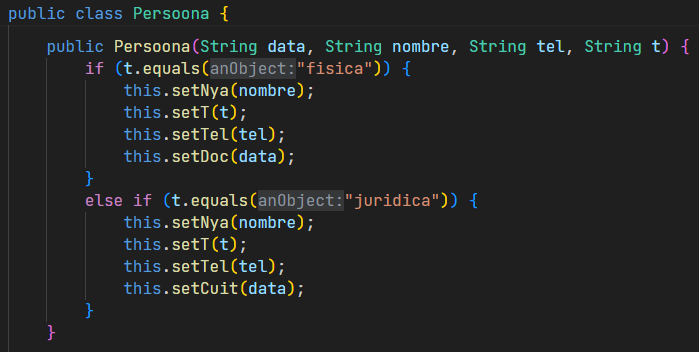 public class Persoona {
public Persoona(String data, String nombre, String tel, String t) {
if (t.equals(anObject:"fisica")) {
this.setNya(nombre);
this.setT(t);
this.setTel(tel);
this.setDoc(data);
}
else if (t.equals(anObject:"juridica")) {
this.setNya(nombre);
this.setT(t);
this.setTel(tel);
this.setCuit(data);
}
}